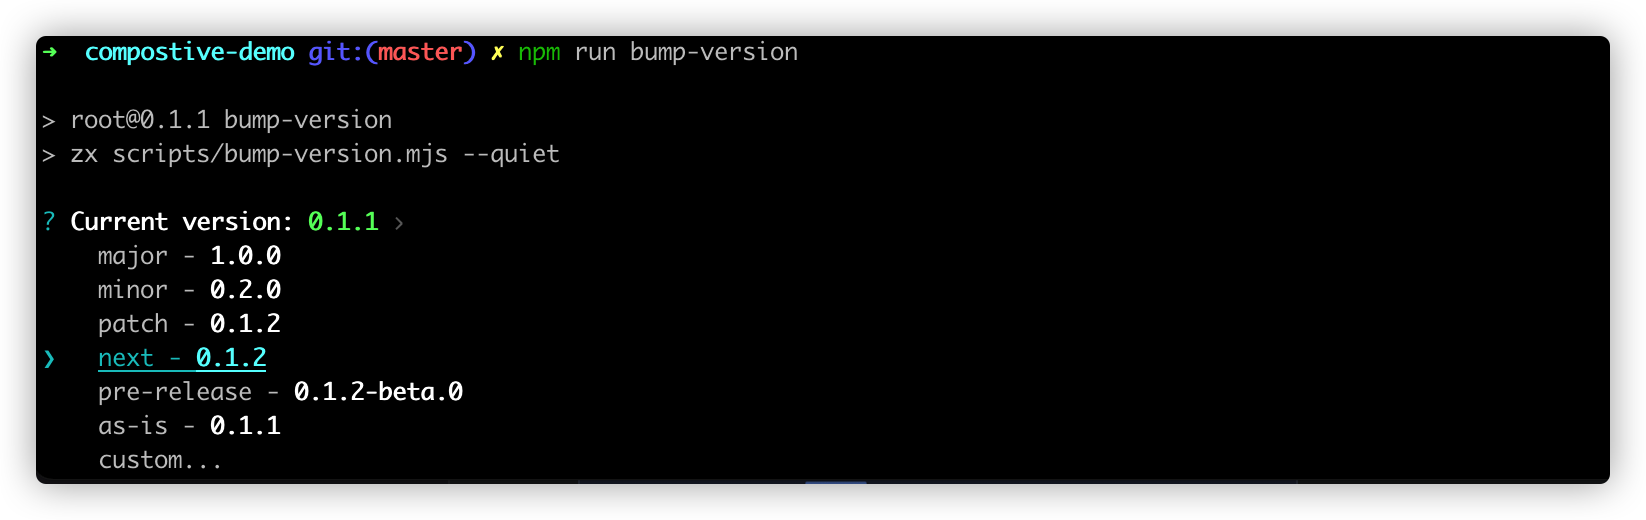 ➜  compostive-demo git:(master) ✗ npm run bump-version
> root@0.1.1 bump-version
> zx scripts/bump-version.mjs --quiet
? Current version: 0.1.1 ›
major - 1.0.0
minor - 0.2.0
patch - 0.1.2
❯ next - 0.1.2
pre-release - 0.1.2-beta.0
as-is - 0.1.1
custom...